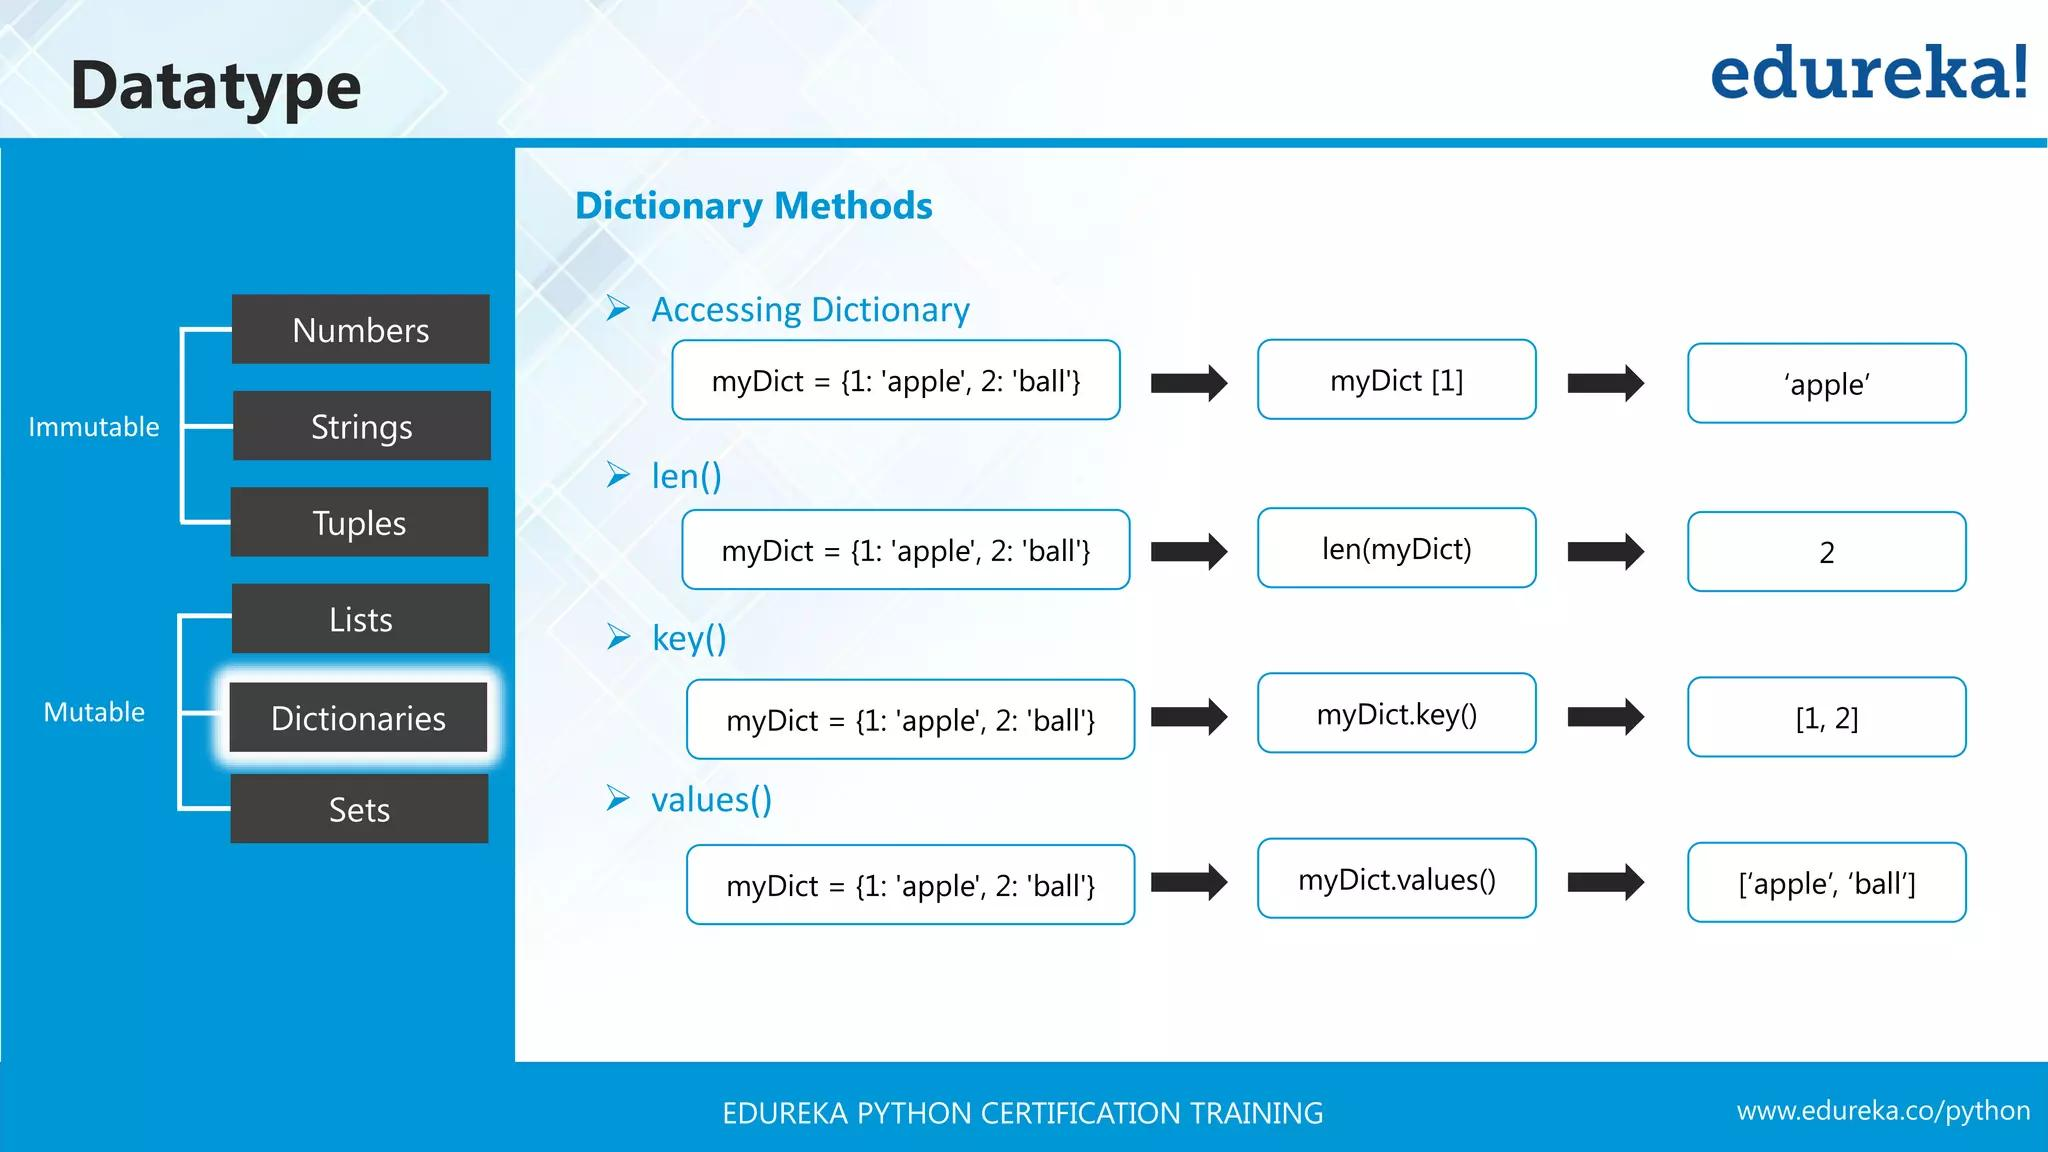 Datatype
edureka!
Immutable
Numbers
Strings
Tuples
Mutable
Lists
Dictionaries
Sets
Dictionary Methods
Accessing Dictionary
myDict = {1: 'apple', 2: 'ball'}
myDict [1]
‘apple’
len()
myDict = {1: 'apple', 2: 'ball'}
len(myDict)
2
key()
myDict = {1: 'apple', 2: 'ball'}
myDict.key()
[1, 2]
values()
myDict = {1: 'apple', 2: 'ball'}
myDict.values()
[‘apple’, ‘ball’]
EDUREKA PYTHON CERTIFICATION TRAINING
www.edureka.co/python